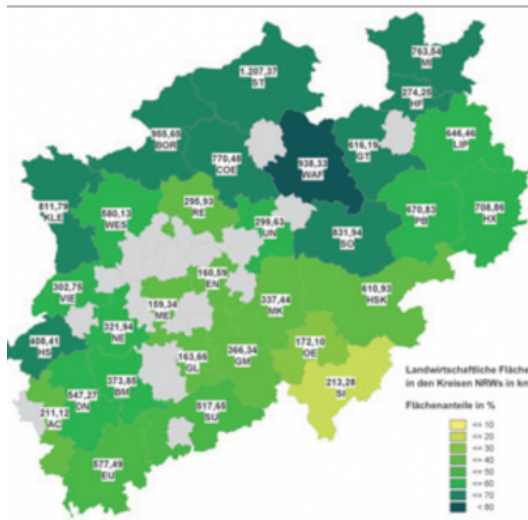 763,54
MI
1.207,37
ST
274,25
HF
955,65
BOR
770,48
COE
938,33
WAF
616,19
GT
646,46
LIP
811,79
KLE
580,13
WES
295,93
RE
299,63
UN
831,94
SO
670,83
PB
708,86
HX
302,75
VIE
160,59
EN
159,34
ME
337,44
MK
610,93
HSK
321,94
NE
408,41
HS
163,66
GL
366,34
GM
172,10
OE
213,28
SI
547,27
DN
373,85
BM
211,12
AC
517,65
SU
577,49
EU
Landwirtschaftliche Fläche
in den Kreisen NRWs in km
Flächenanteile in %
<= 10
<= 20
<= 30
<= 40
<= 50
<= 60
<= 70
< 80